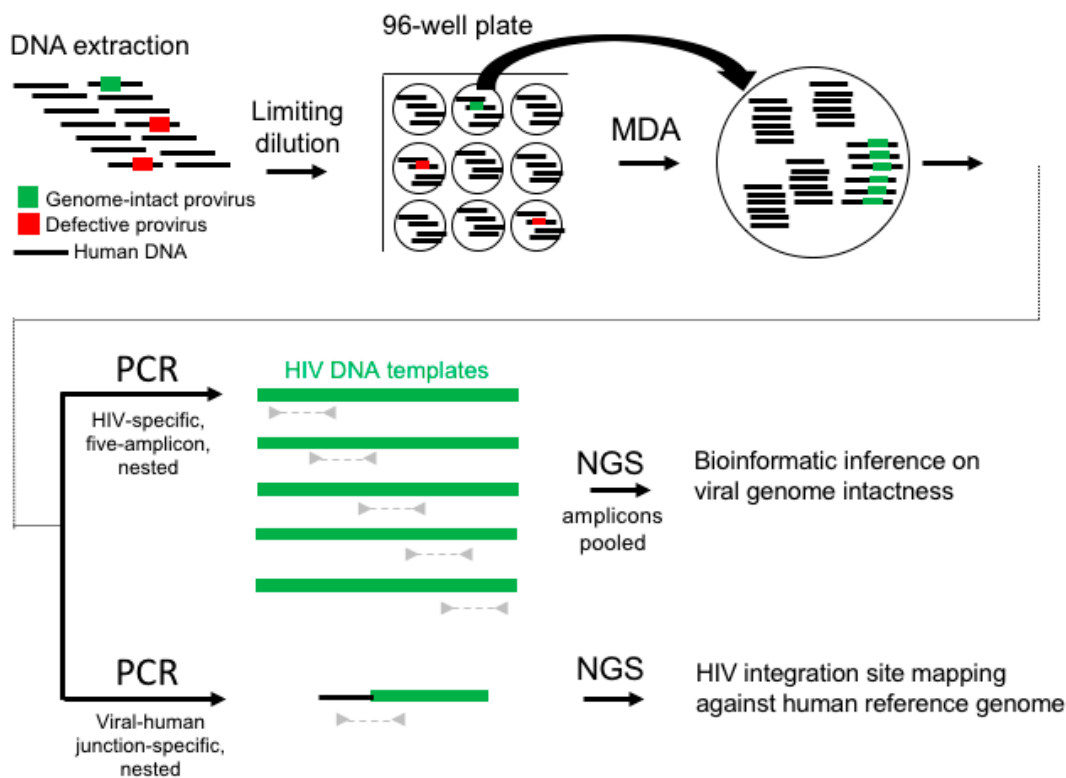 DNA extraction
Genome-intact provirus
Defective provirus
Human DNA
Limiting
dilution
96-well plate
MDA
PCR
HIV-specific,
five-amplicon,
nested
HIV DNA templates
NGS
amplicons
pooled
Bioinformatic inference on
viral genome intactness
PCR
Viral-human
junction-specific,
nested
NGS
HIV integration site mapping
against human reference genome